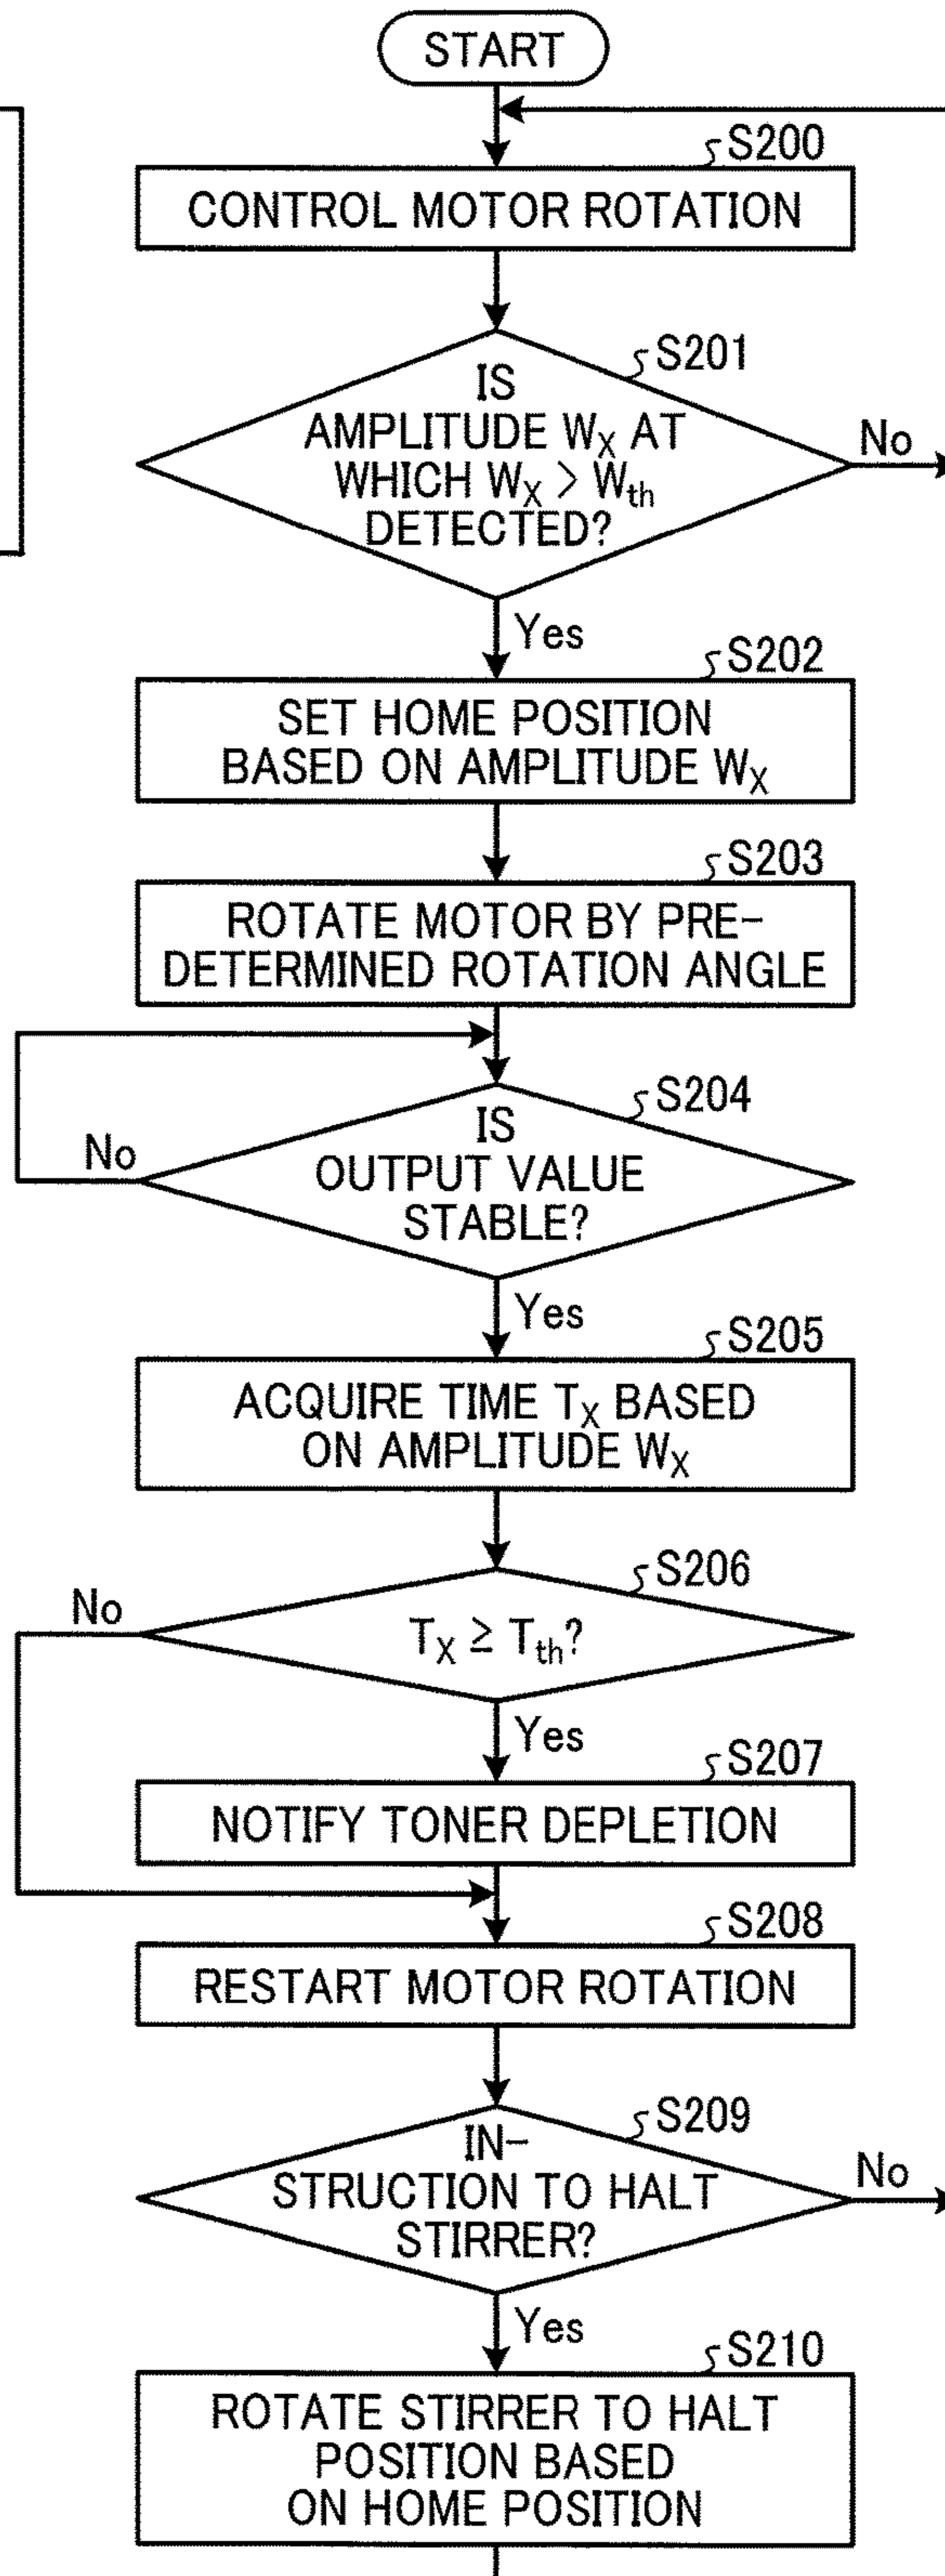 START
S200
CONTROL MOTOR ROTATION
S201
IS
AMPLITUDE WX AT
WHICH WX > Wth
DETECTED?
No
Yes
S202
SET HOME POSITION
BASED ON AMPLITUDE WX
S203
ROTATE MOTOR BY PRE-
DETERMINED ROTATION ANGLE
S204
IS
OUTPUT VALUE
STABLE?
No
Yes
S205
ACQUIRE TIME TX BASED
ON AMPLITUDE WX
S206
TX ≥ Tth?
No
Yes
S207
NOTIFY TONER DEPLETION
S208
RESTART MOTOR ROTATION
S209
IN-
STRUCTION TO HALT
STIRRER?
No
Yes
S210
ROTATE STIRRER TO HALT
POSITION BASED
ON HOME POSITION